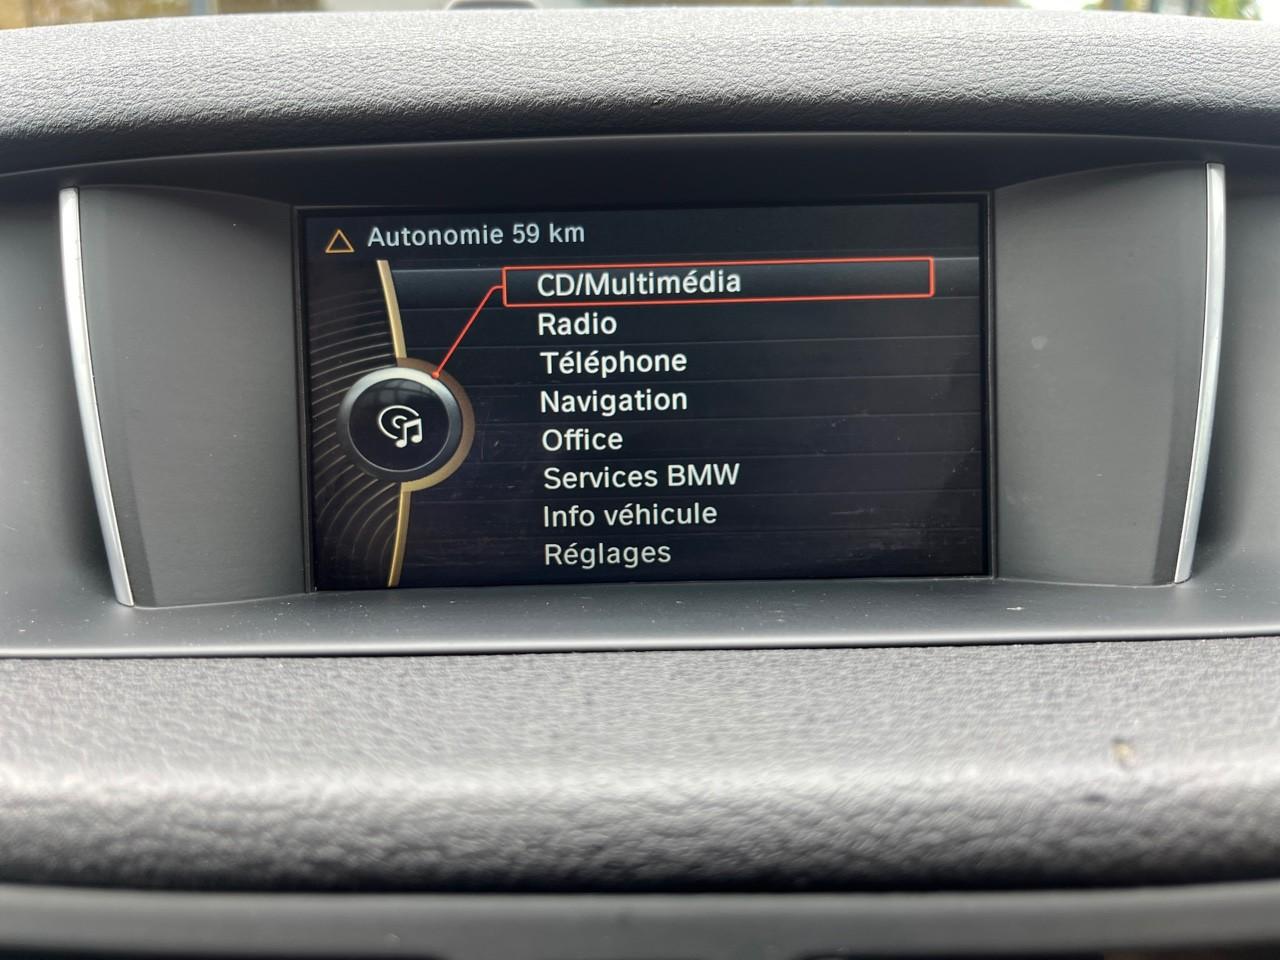 Autonomie 59 km
CD/Multimédia
Radio
Téléphone
Navigation
Office
Services BMW
Info véhicule
Réglages